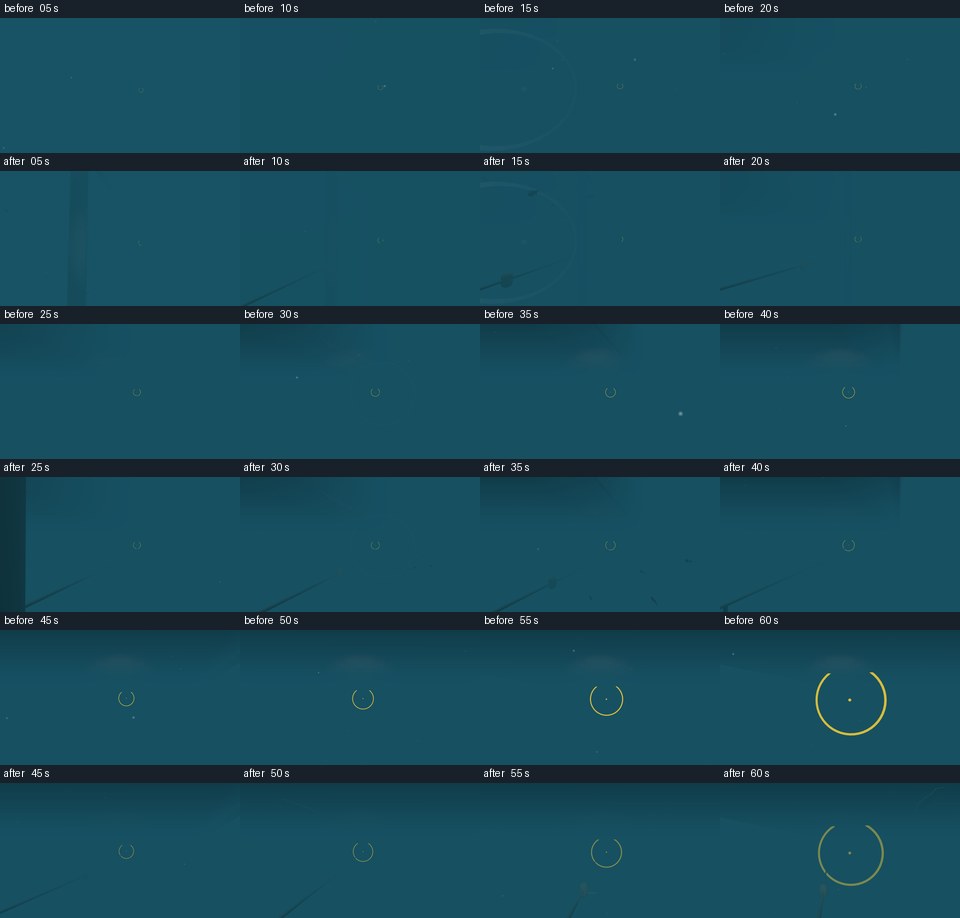 before 05 s
before 10 s
before 15 s
before 20 s
after 05 s
after 10 s
after 15 s
after 20 s
before 25 s
before 30 s
before 35 s
before 40 s
after 25 s
after 30 s
after 35 s
after 40 s
before 45 s
before 50 s
before 55 s
before 60 s
after 45 s
after 50 s
after 55 s
after 60 s